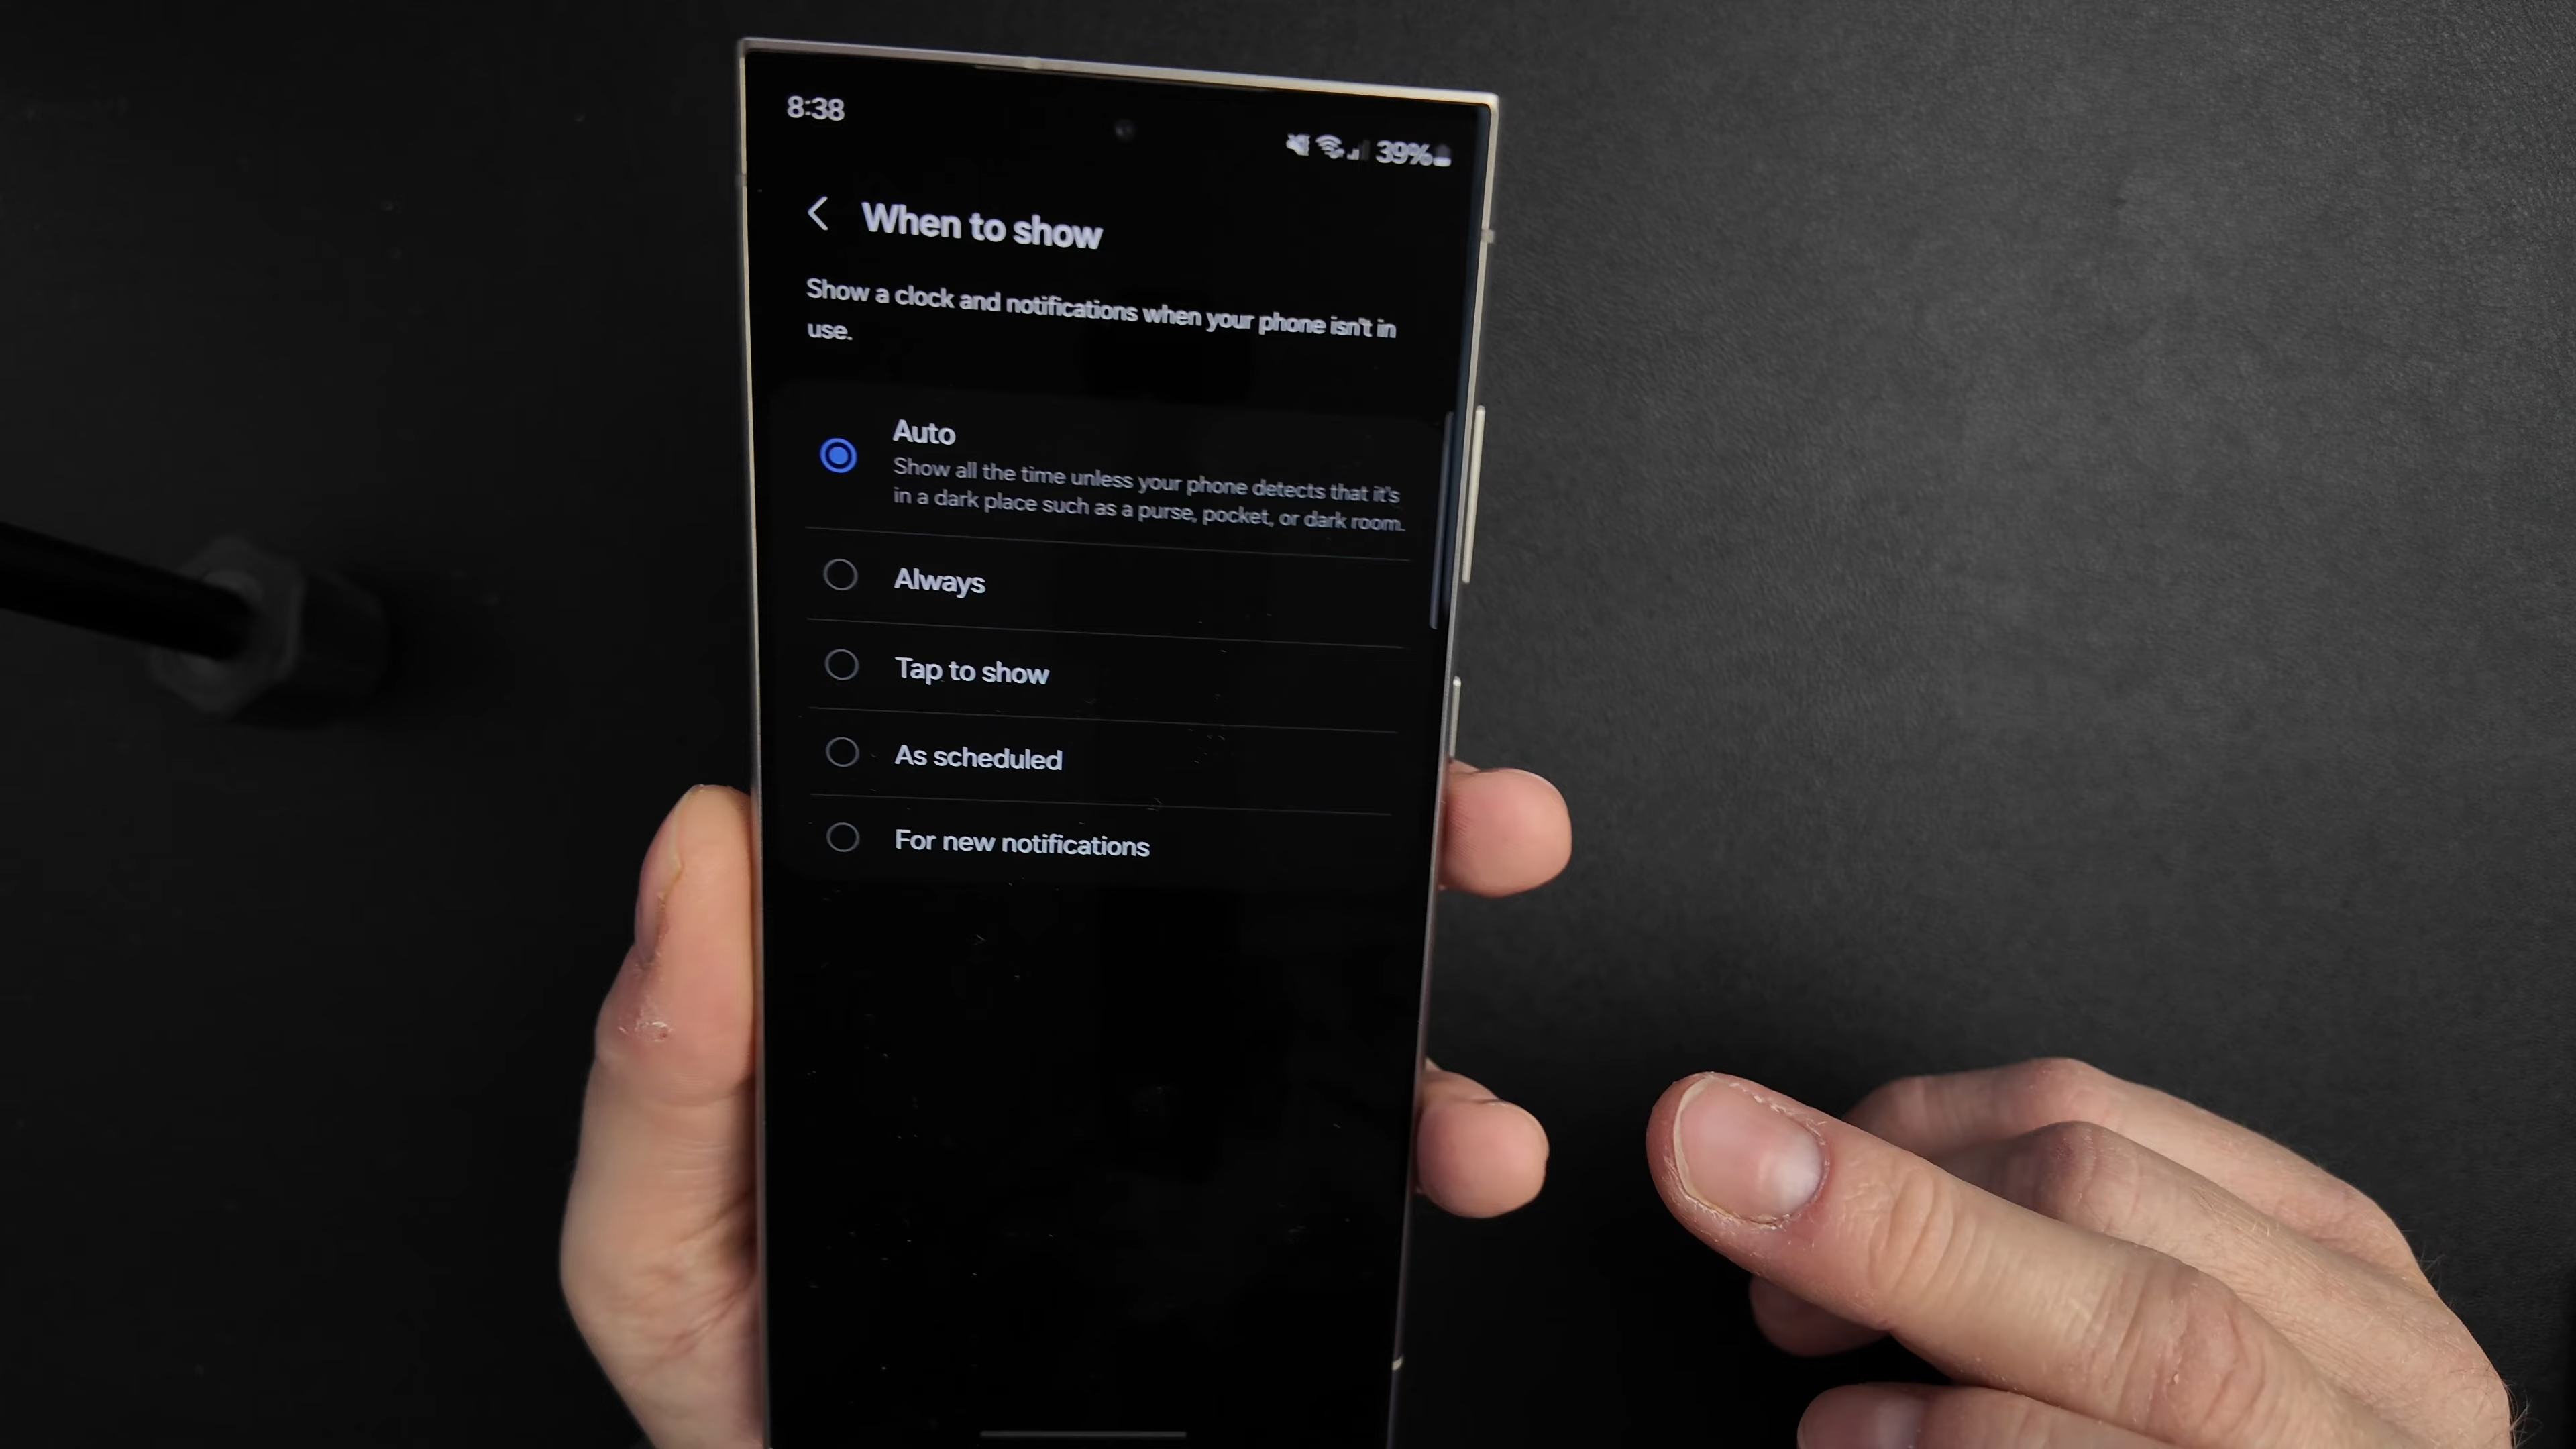 8:38
39%
When to show
Show a clock and notifications when your phone isn't in
use.
Auto
Show all the time unless your phone detects that it's
in a dark place such as a purse, pocket, or dark room.
Always
Tap to show
As scheduled
For new notifications